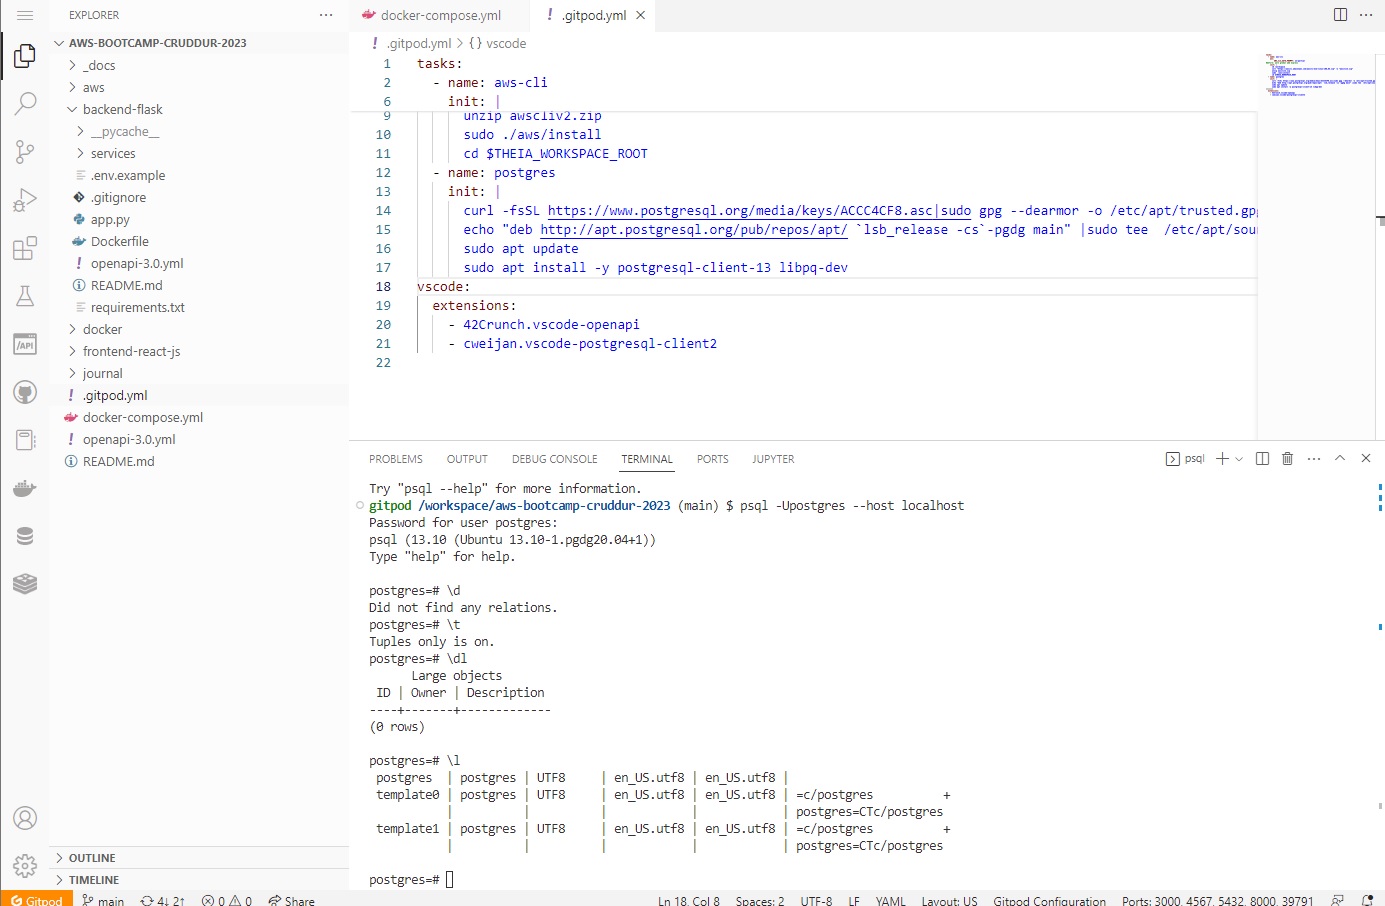 EXPLORER
AWS-BOOTCAMP-CRUDDUR-2023
_docs
aws
backend-flask
__pycache__
services
.env.example
.gitignore
app.py
Dockerfile
openapi-3.0.yml
README.md
requirements.txt
docker
frontend-react-js
journal
.gitpod.yml
docker-compose.yml
openapi-3.0.yml
README.md
OUTLINE
TIMELINE
docker-compose.yml
! .gitpod.yml
! .gitpod.yml > {} vscode
1 tasks:
2 - name: aws-cli
6 init: |
9 unzip awscliv2.zip
10 sudo ./aws/install
11 cd $THEIA_WORKSPACE_ROOT
12 - name: postgres
13 init: |
14 curl -fsSL https://www.postgresql.org/media/keys/ACCC4CF8.asc|sudo gpg --dearmor -o /etc/apt/trusted.gpg
15 echo "deb http://apt.postgresql.org/pub/repos/apt/ `lsb_release -cs`-pgdg main" |sudo tee  /etc/apt/sour
16 sudo apt update
17 sudo apt install -y postgresql-client-13 libpq-dev
18 vscode:
19 extensions:
20 - 42Crunch.vscode-openapi
21 - cweijan.vscode-postgresql-client2
22
PROBLEMS OUTPUT DEBUG CONSOLE TERMINAL PORTS JUPYTER psql
Try "psql --help" for more information.
gitpod /workspace/aws-bootcamp-cruddur-2023 (main) $ psql -Upostgres --host localhost
Password for user postgres:
psql (13.10 (Ubuntu 13.10-1.pgdg20.04+1))
Type "help" for help.
postgres=# \d
Did not find any relations.
postgres=# \t
Tuples only is on.
postgres=# \dl
Large objects
ID | Owner | Description
----+-------+-------------
(0 rows)
postgres=# \l
postgres | postgres | UTF8 | en_US.utf8 | en_US.utf8 |
template0 | postgres | UTF8 | en_US.utf8 | en_US.utf8 | =c/postgres +
| | | | | postgres=CTc/postgres
template1 | postgres | UTF8 | en_US.utf8 | en_US.utf8 | =c/postgres +
| | | | | postgres=CTc/postgres
postgres=#
Gitpod main 4↓ 2↑ 0 0 Share Ln 18, Col 8 Spaces: 2 UTF-8 LF YAML Layout: US Gitpod Configuration Ports: 3000, 4567, 5432, 8000, 39791